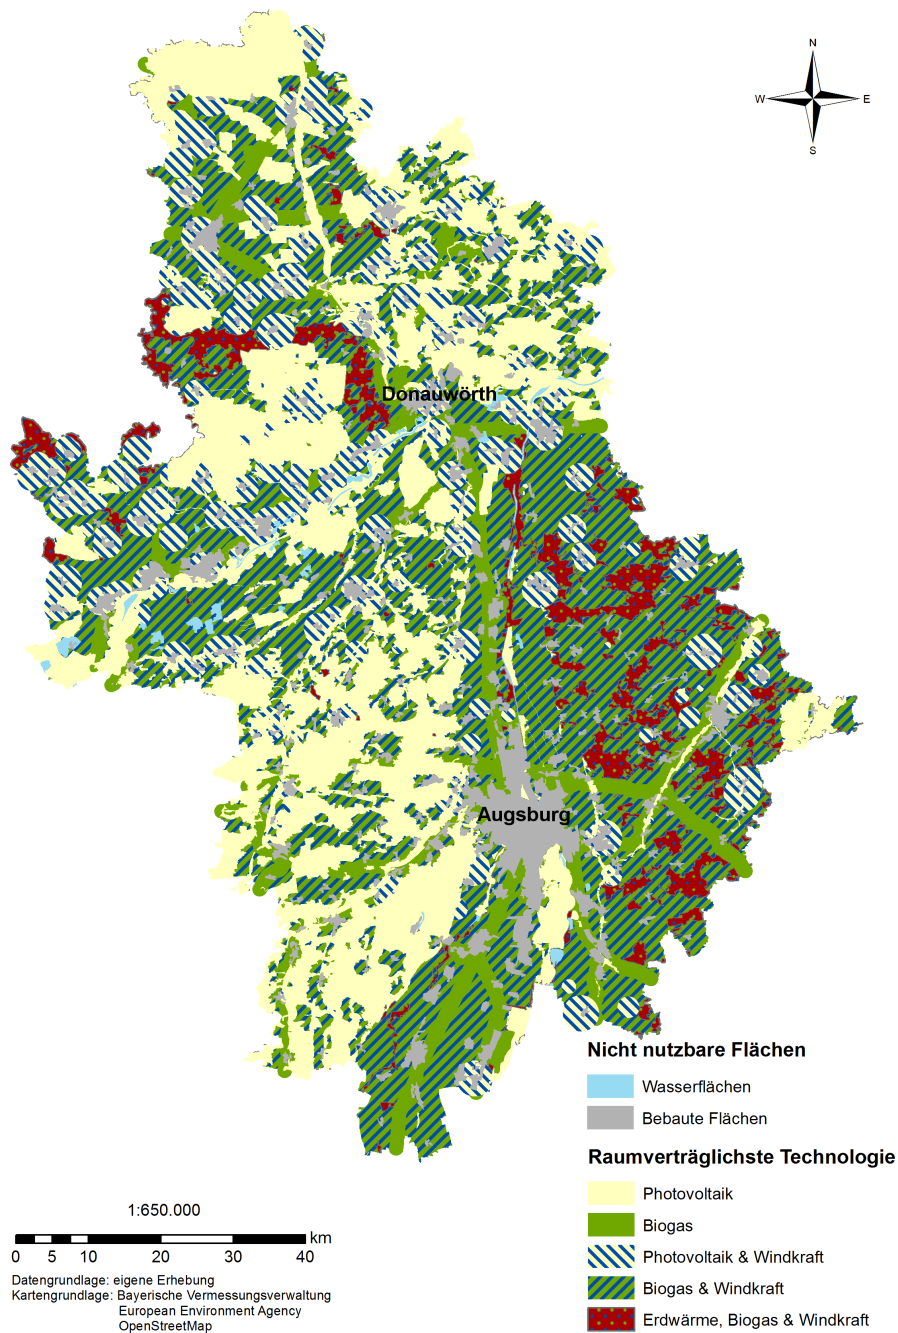 N
W
E
S
Donauwörth
Augsburg
Nicht nutzbare Flächen
Wasserflächen
Bebaute Flächen
Raumverträglichste Technologie
Photovoltaik
Biogas
Photovoltaik & Windkraft
Biogas & Windkraft
Erdwärme, Biogas & Windkraft
1:650.000
km
0 5 10 20 30 40
Datengrundlage: eigene Erhebung
Kartengrundlage: Bayerische Vermessungsverwaltung
European Environment Agency
OpenStreetMap